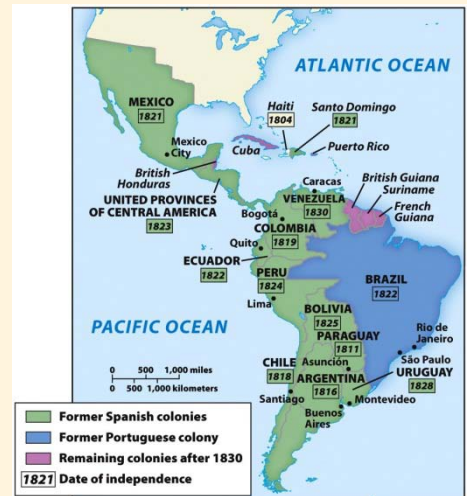 ATLANTIC OCEAN
MEXICO
1821
Mexico
City
Haiti
1804
Santo Domingo
1821
Cuba
Puerto Rico
British
Honduras
UNITED PROVINCES
OF CENTRAL AMERICA
1823
Caracas
British Guiana
Suriname
French
Guiana
VENEZUELA
1830
Bogotá
COLOMBIA
1819
Quito
ECUADOR
1822
PERU
1824
Lima
BRAZIL
1822
PACIFIC OCEAN
BOLIVIA
1825
PARAGUAY
1811
Asunción
Rio de
Janeiro
São Paulo
CHILE
1818
ARGENTINA
1816
URUGUAY
1828
Santiago
Buenos
Aires
Montevideo
0 500 1,000 miles
0 500 1,000 kilometers
Former Spanish colonies
Former Portuguese colony
Remaining colonies after 1830
1821 Date of independence